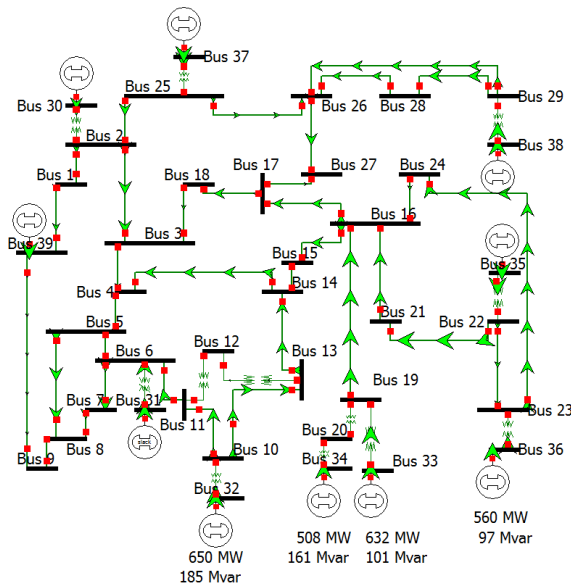 Bus 37
Bus 25
Bus 29
Bus 30
Bus 26
Bus 28
Bus 2
Bus 38
Bus 17
Bus 27
Bus 24
Bus 1
Bus 18
Bus 16
Bus 39
Bus 3
Bus 15
Bus 35
Bus 4
Bus 14
Bus 21
Bus 22
Bus 5
Bus 6
Bus 12
Bus 13
Bus 19
Bus 7
Bus 31
Bus 11
Bus 23
Bus 20
slack
Bus 8
Bus 9
Bus 10
Bus 34
Bus 33
Bus 36
Bus 32
650 MW
185 Mvar
508 MW
161 Mvar
632 MW
101 Mvar
560 MW
97 Mvar